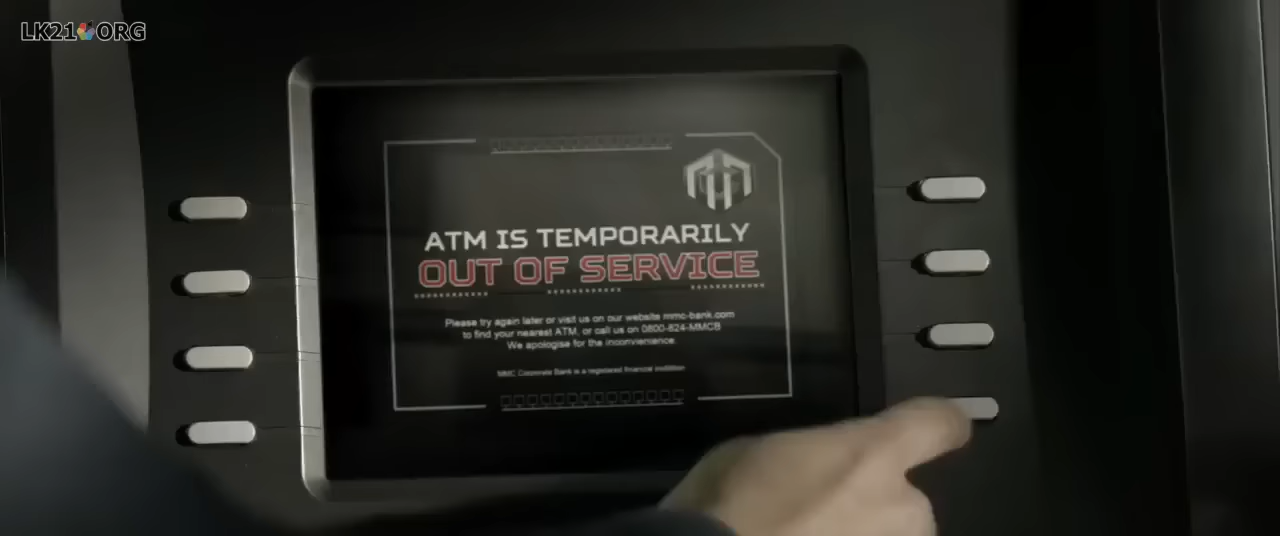 LK21 ORG
ATM IS TEMPORARILY
OUT OF SERVICE
Please try again later or visit us on our website mmc-bank.com
to find your nearest ATM, or call us on 0800-824-MMCB
We apologise for the inconvienience.
MMC Corporate Bank is a registered financial institution